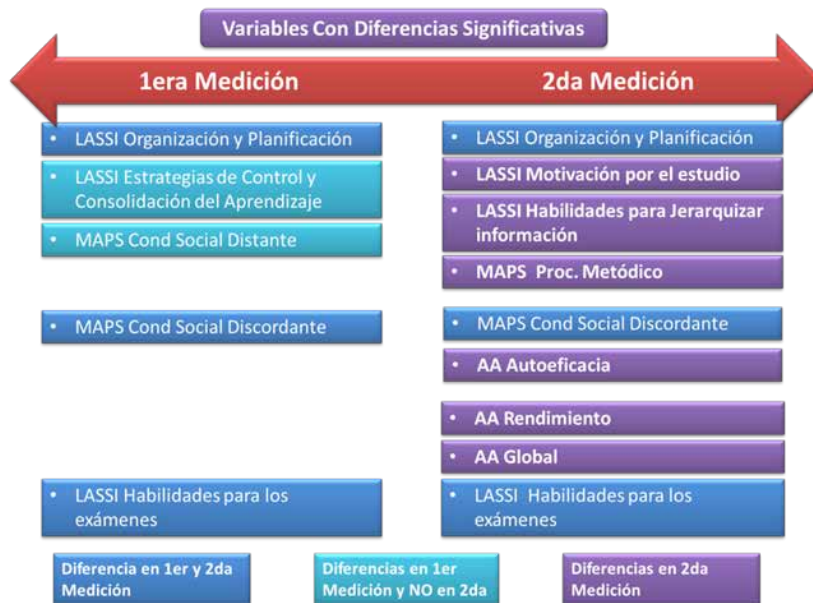 Variables Con Diferencias Significativas
1era Medición
2da Medición
• LASSI Organización y Planificación
• LASSI Estrategias de Control y
Consolidación del Aprendizaje
• MAPS Cond Social Distante
• MAPS Cond Social Discordante
• LASSI Habilidades para los
exámenes
• LASSI Organización y Planificación
• LASSI Motivación por el estudio
• LASSI Habilidades para Jerarquizar
información
• MAPS Proc. Metódico
• MAPS Cond Social Discordante
• AA Autoeficacia
• AA Rendimiento
• AA Global
• LASSI Habilidades para los
exámenes
Diferencia en 1er y 2da
Medición
Diferencias en 1er
Medición y NO en 2da
Diferencias en 2da
Medición